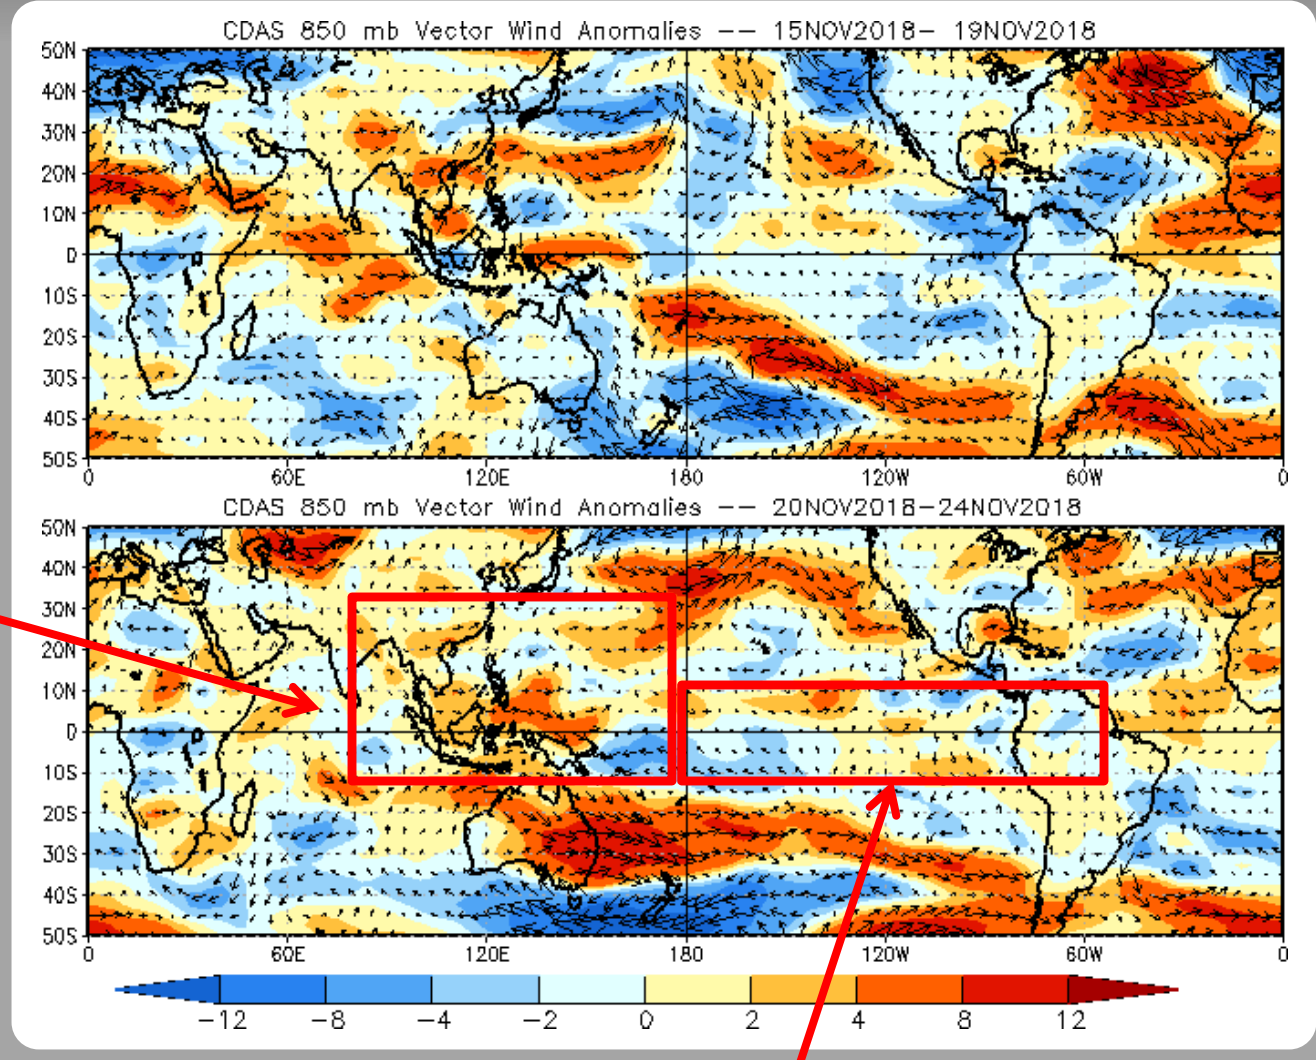 CDAS 850 mb Vector Wind Anomalies -- 15NOV2018- 19NOV2018
50N
40N
30N
20N
10N
0
10S
20S
30S
40S
50S
0 60E 120E 180 120W 60W 0
CDAS 850 mb Vector Wind Anomalies -- 20NOV2018-24NOV2018
50N
40N
30N
20N
10N
0
10S
20S
30S
40S
50S
0 60E 120E 180 120W 60W 0
-12 -8 -4 -2 0 2 4 8 12